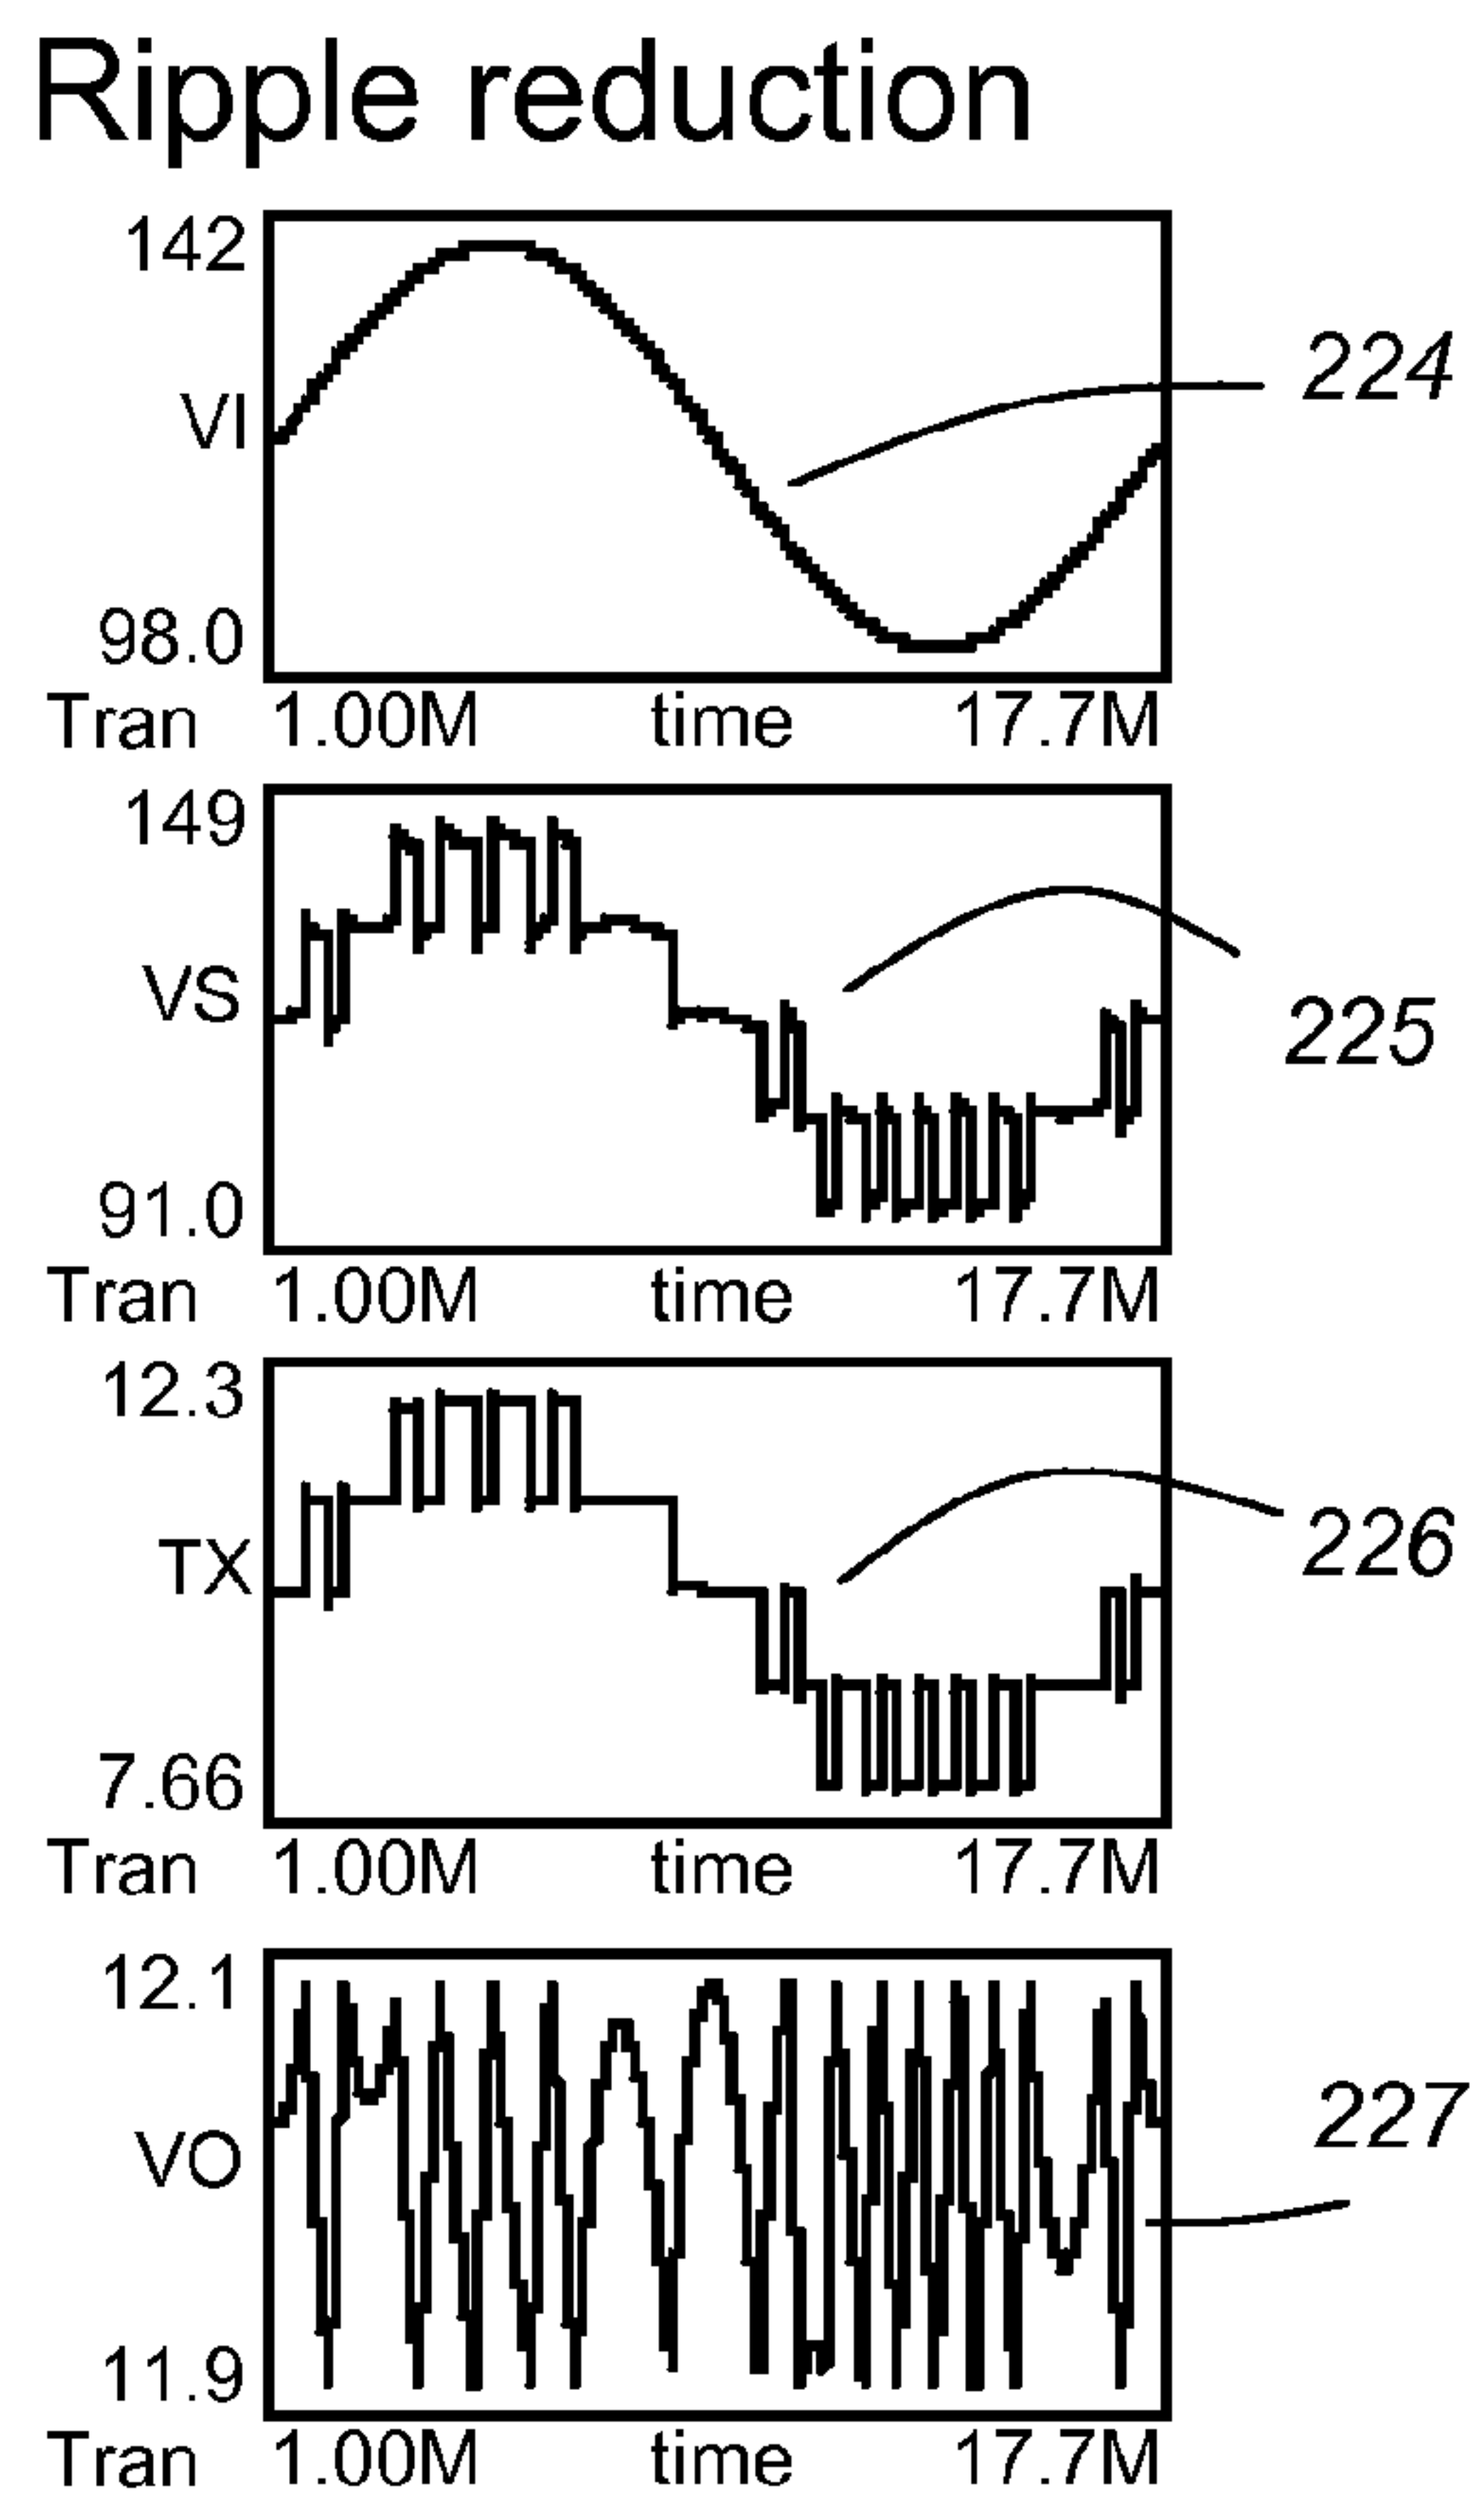 Ripple reduction
142
224
VI
98.0
Tran 1.00M time 17.7M
149
VS
225
91.0
Tran 1.00M time 17.7M
12.3
226
TX
7.66
Tran 1.00M time 17.7M
12.1
227
VO
11.9
Tran 1.00M time 17.7M